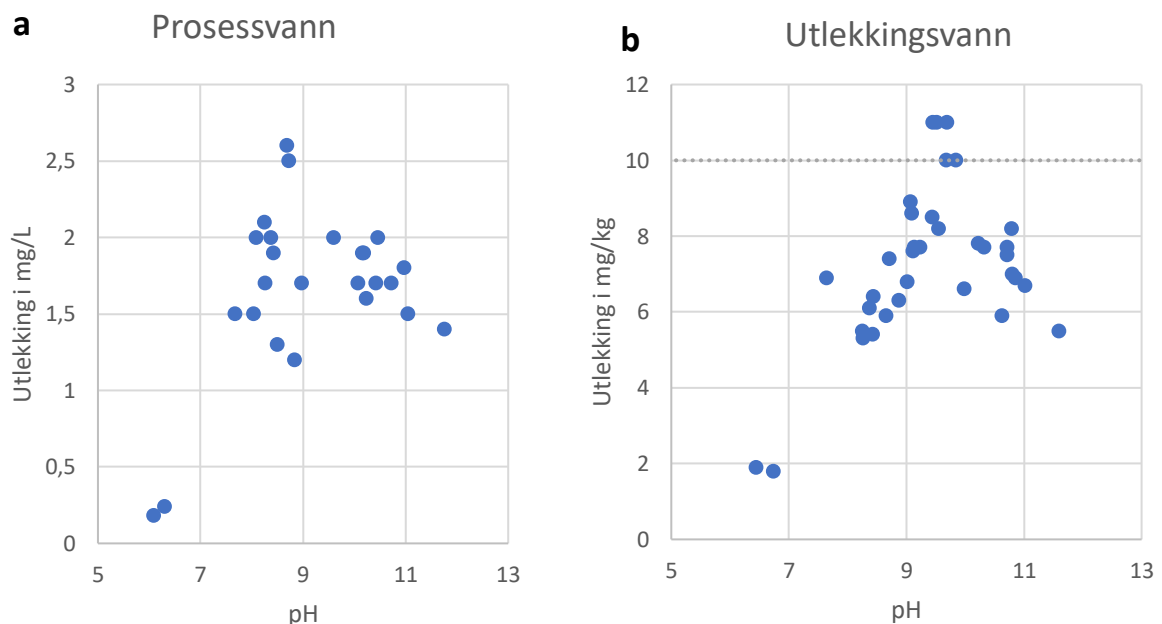 a
Prosessvann
Utlekking i mg/L
3
2,5
2
1,5
1
0,5
0
5 7 9 11 13
pH
b
Utlekkingsvann
Utlekking i mg/kg
12
10
8
6
4
2
0
5 7 9 11 13
pH